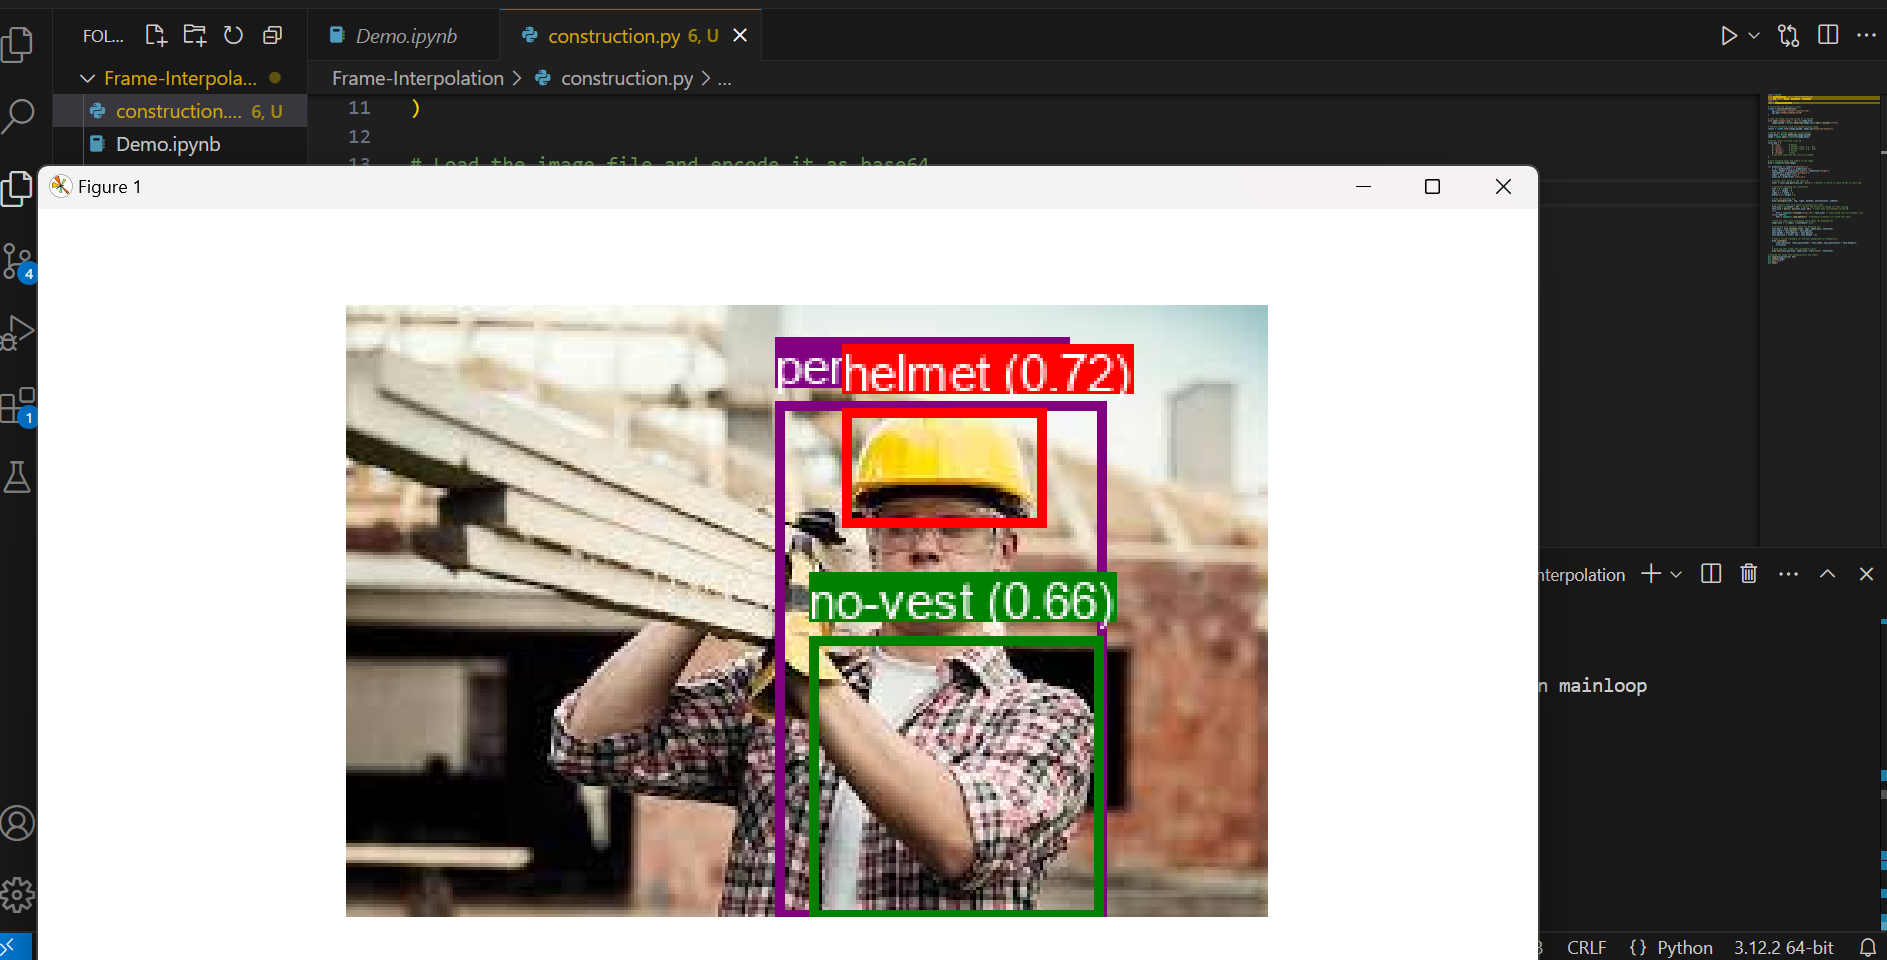 FOL...
Demo.ipynb
construction.py 6, U
Frame-Interpola...
Frame-Interpolation > construction.py > ...
construction.... 6, U
11 )
Demo.ipynb
12
13 # Load the image file and encode it as base64
Figure 1
per
helmet (0.72)
4
1
no-vest (0.66)
nterpolation
n mainloop
CRLF {} Python 3.12.2 64-bit